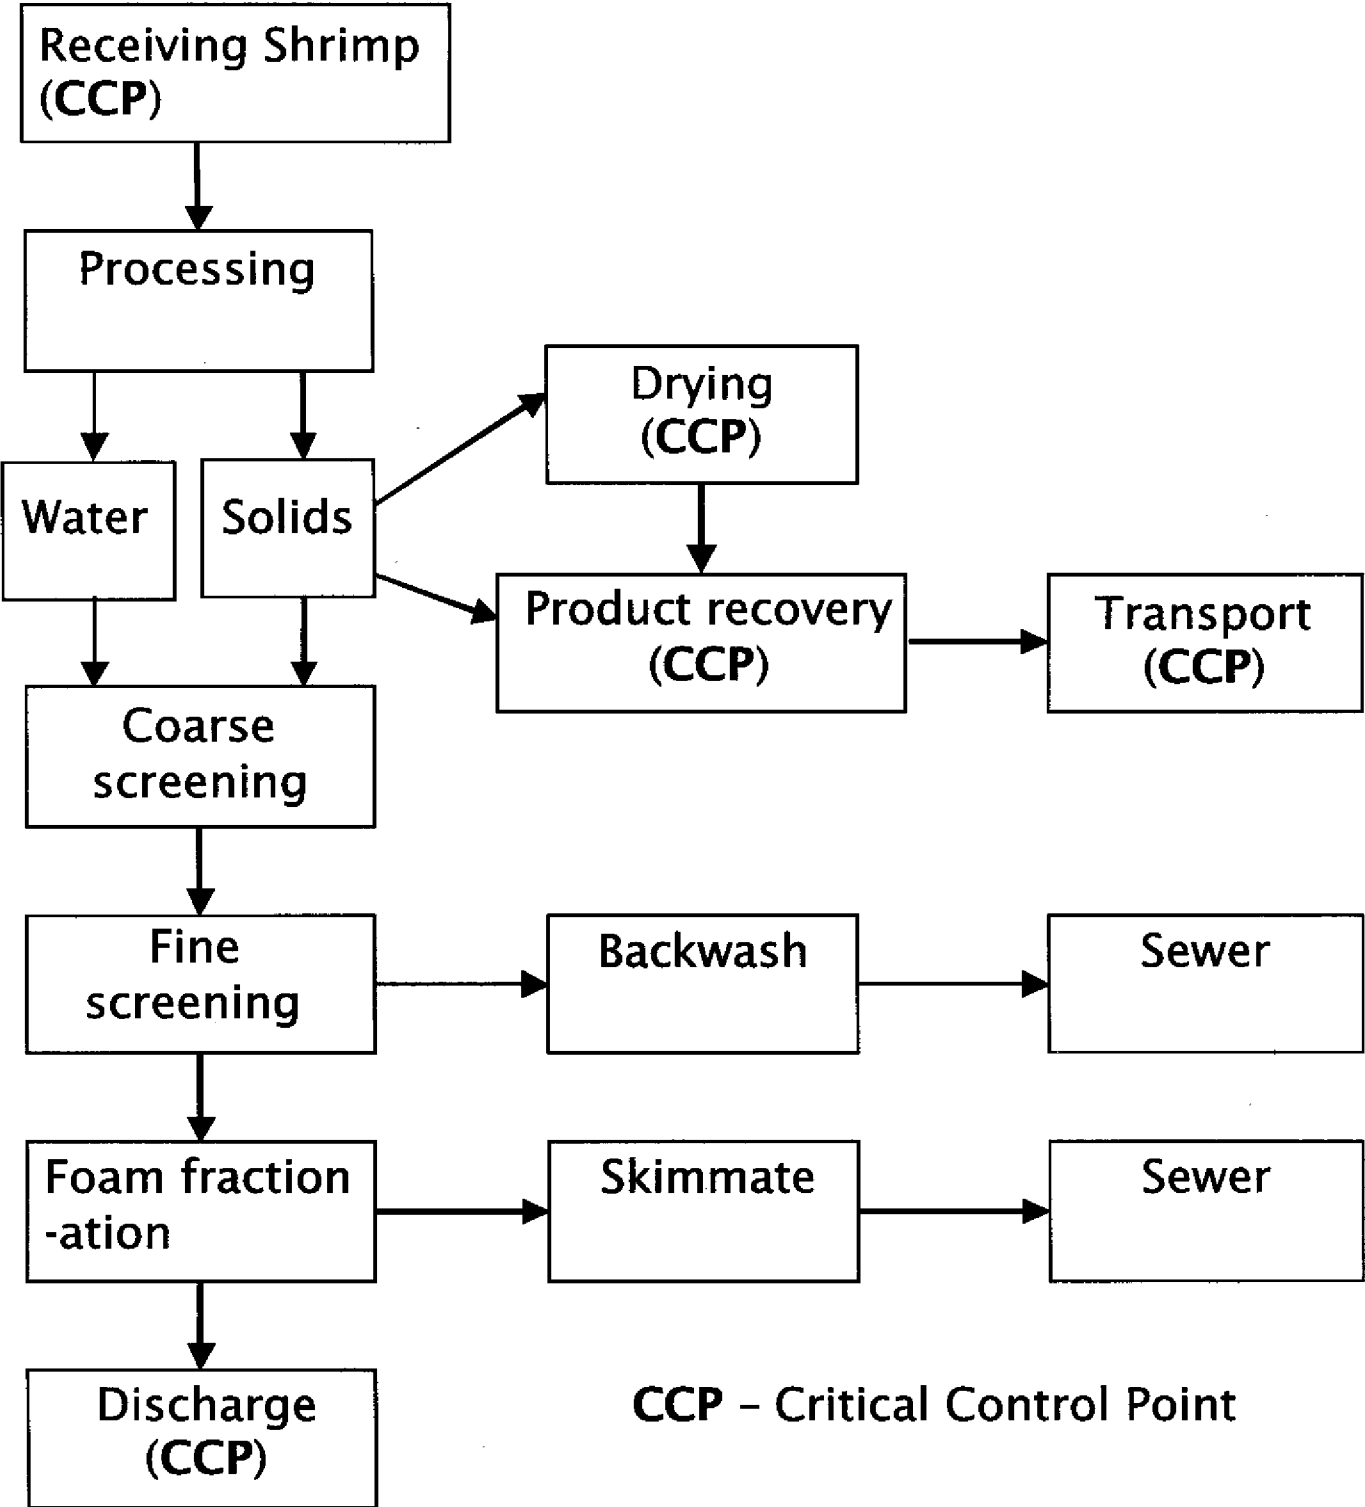 Receiving Shrimp
(CCP)
Processing
Water
Solids
Drying
(CCP)
Product recovery
(CCP)
Transport
(CCP)
Coarse
screening
Fine
screening
Backwash
Sewer
Foam fraction
-ation
Skimmate
Sewer
Discharge
(CCP)
CCP – Critical Control Point